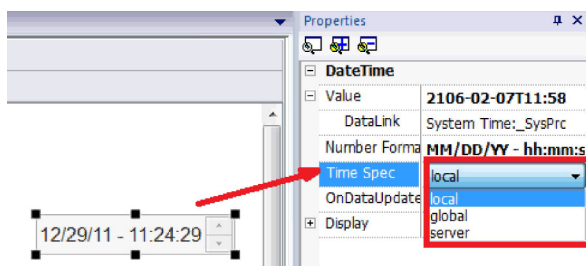 Properties
DateTime
Value 2106-02-07T11:58
DataLink System Time:_SysPrc
Number Forma MM/DD/YY - hh:mm:s
Time Spec local
local
global
server
OnDataUpdate
Display
12/29/11 - 11:24:29